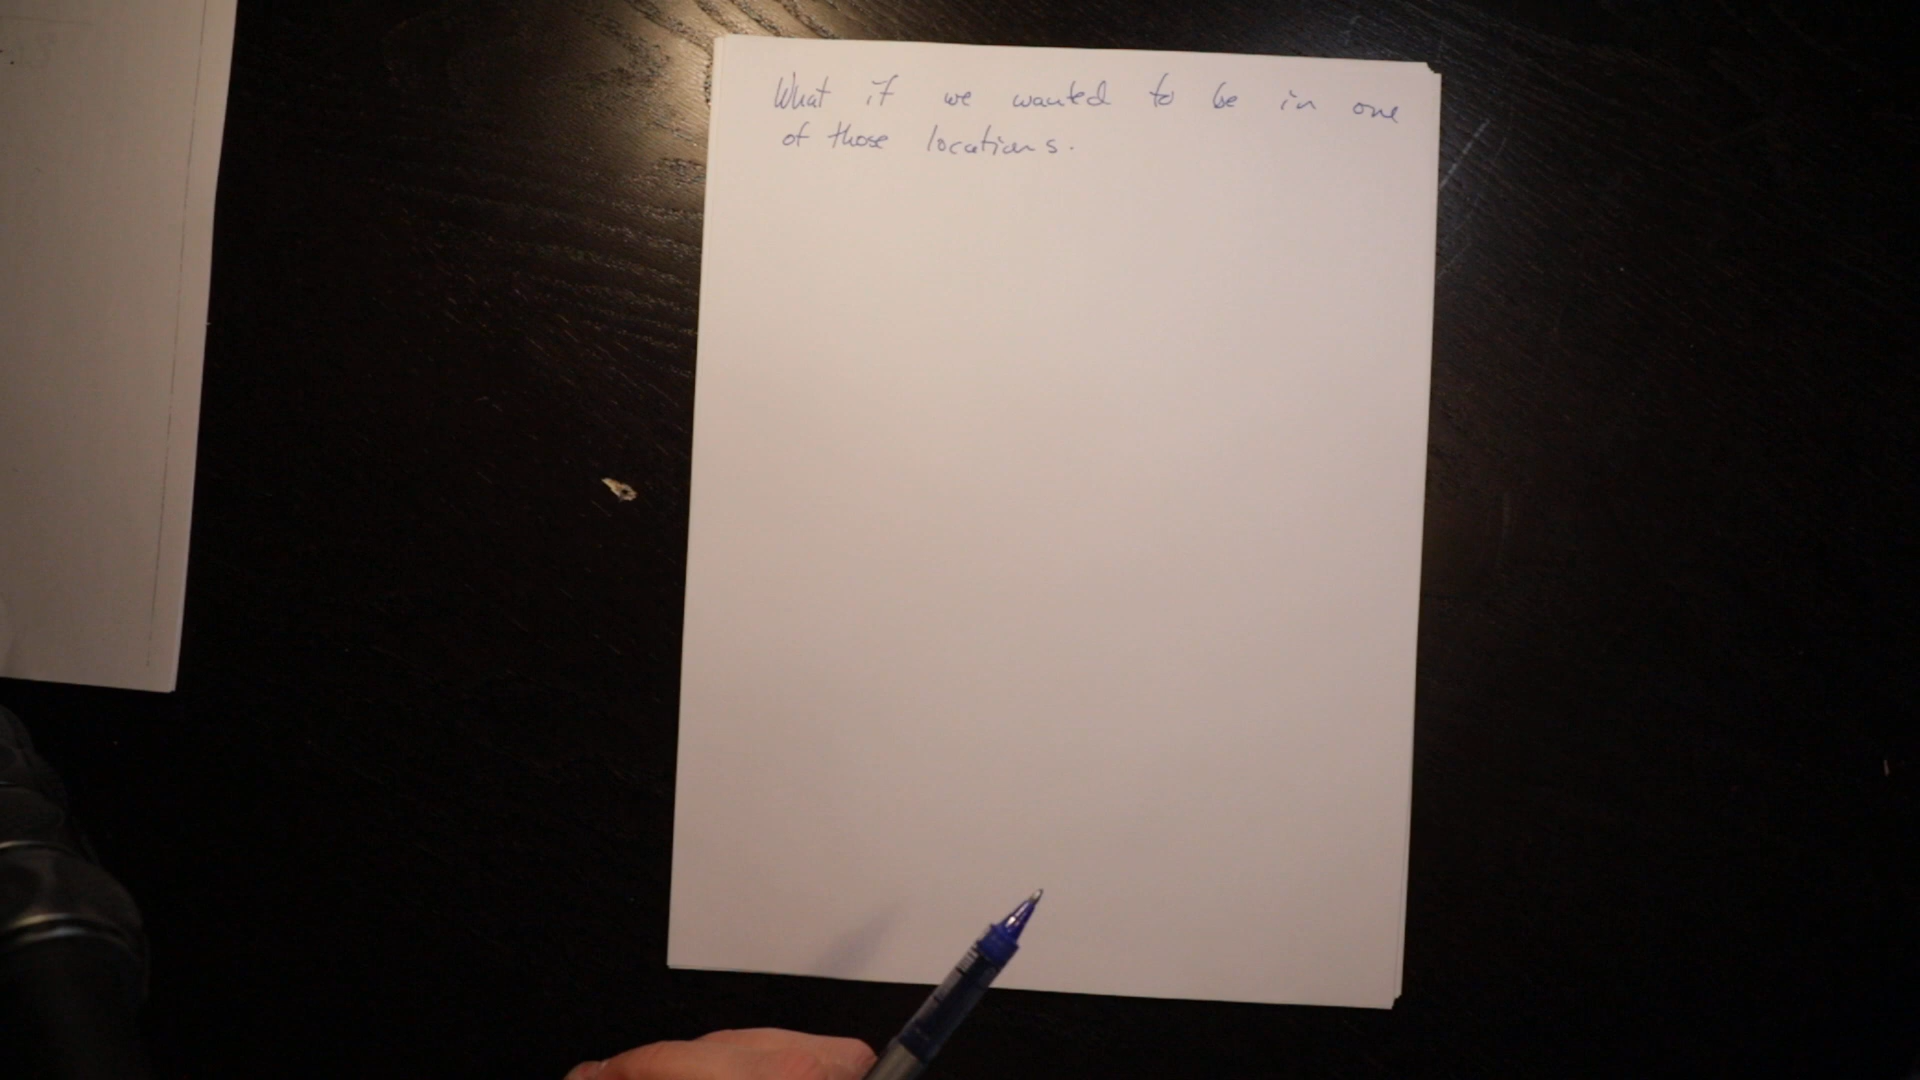 What if we wanted to be in one
of those locations.